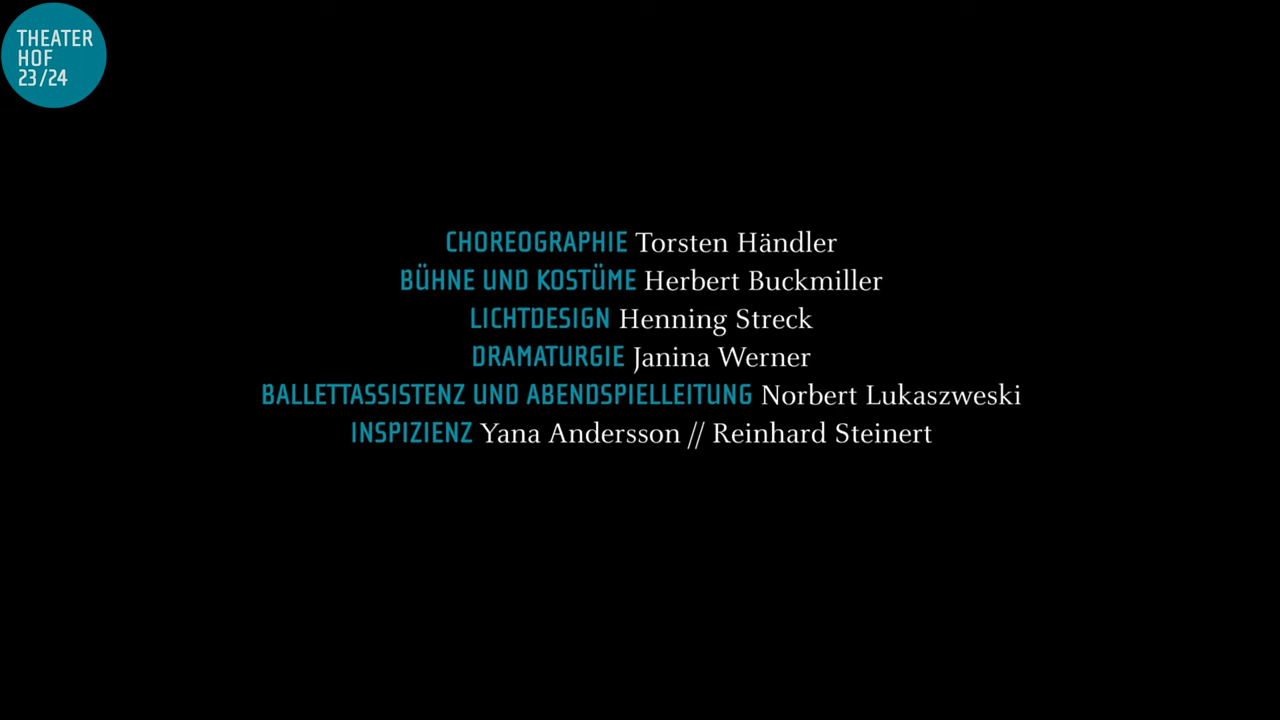 THEATER
HOF
23/24
CHOREOGRAPHIE Torsten Händler
BÜHNE UND KOSTÜME Herbert Buckmiller
LICHTDESIGN Henning Streck
DRAMATURGIE Janina Werner
BALLETTASSISTENZ UND ABENDSPIELLEITUNG Norbert Lukaszweski
INSPIZIENZ Yana Andersson // Reinhard Steinert